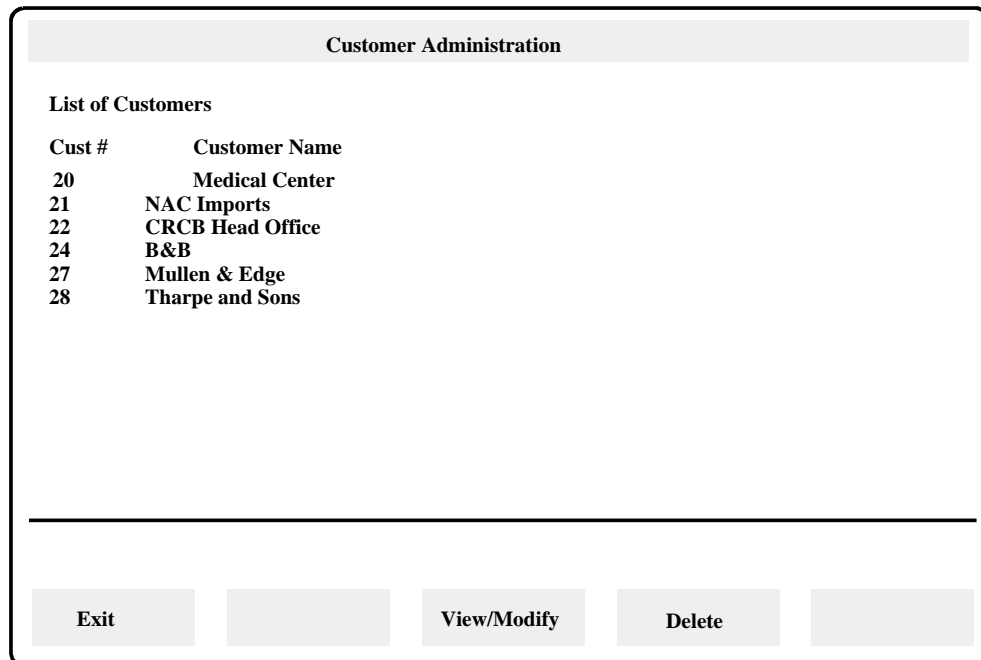 Customer Administration
List of Customers
Cust # Customer Name
20 Medical Center
21 NAC Imports
22 CRCB Head Office
24 B&B
27 Mullen & Edge
28 Tharpe and Sons
Exit View/Modify Delete